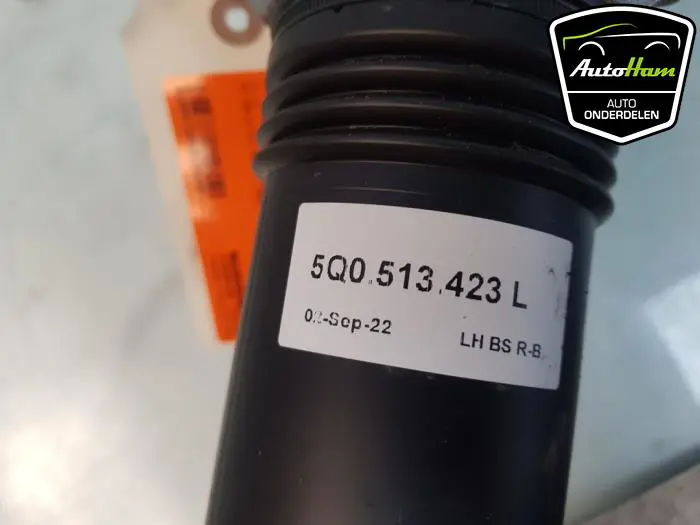 AutoHam
AUTO
ONDERDELEN
5Q0.513.423 L
-Sep-22
LH BS R-B